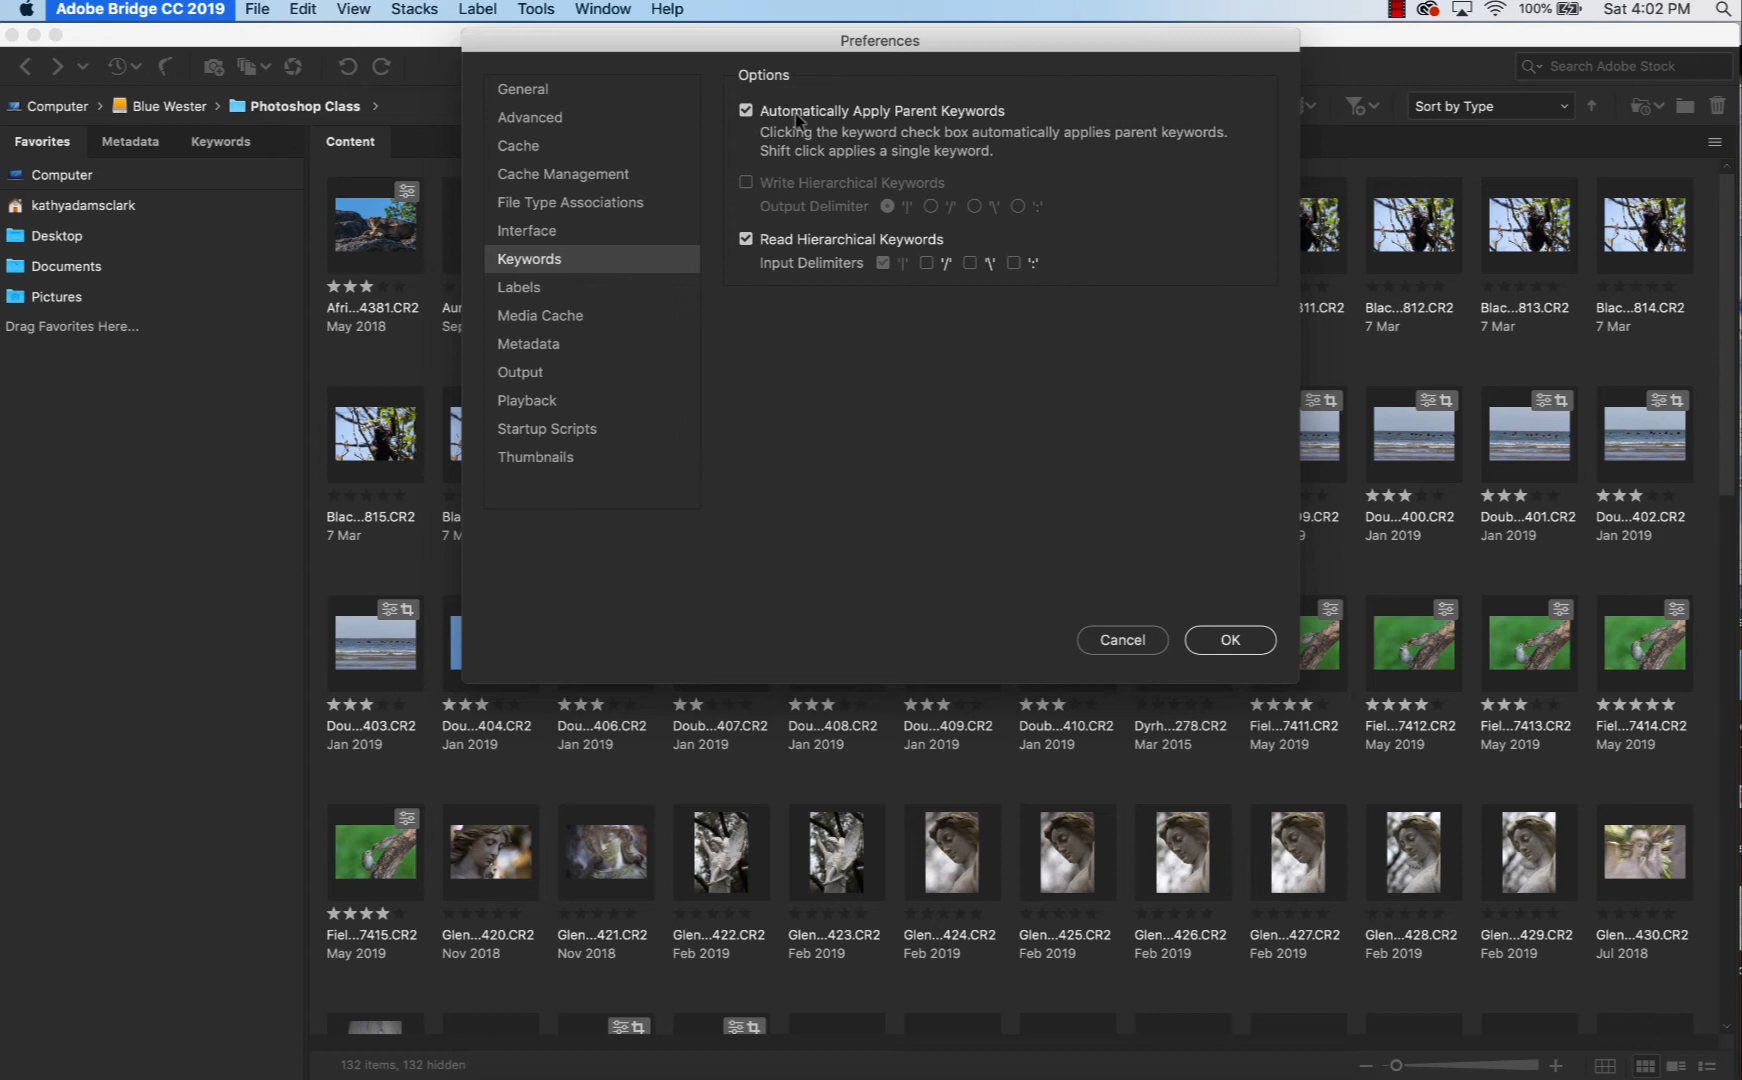 Adobe Bridge CC 2019 File Edit View Stacks Label Tools Window Help 100% Sat 4:02 PM
Preferences
Search Adobe Stock
Computer Blue Wester Photoshop Class
Sort by Type
Favorites Metadata Keywords
Content
Computer
kathyadamsclark
Desktop
Documents
Pictures
Drag Favorites Here...
General
Advanced
Cache
Cache Management
File Type Associations
Interface
Keywords
Labels
Media Cache
Metadata
Output
Playback
Startup Scripts
Thumbnails
Options
Automatically Apply Parent Keywords
Clicking the keyword check box automatically applies parent keywords.
Shift click applies a single keyword.
Write Hierarchical Keywords
Output Delimiter '|' '/' '\' ':'
Read Hierarchical Keywords
Input Delimiters '|' '/' '\' ':'
Cancel OK
Afri...4381.CR2 Aur 311.CR2 Blac...812.CR2 Blac...813.CR2 Blac...814.CR2
May 2018 Sep 7 Mar 7 Mar 7 Mar
Blac...815.CR2 Bla 99.CR2 Dou...400.CR2 Doub...401.CR2 Dou...402.CR2
7 Mar 7 M 9 Jan 2019 Jan 2019 Jan 2019
Dou...403.CR2 Dou...404.CR2 Dou...406.CR2 Doub...407.CR2 Dou...408.CR2 Dou...409.CR2 Doub...410.CR2 Dyrh...278.CR2 Fiel...7411.CR2 Fiel...7412.CR2 Fiel...7413.CR2 Fiel...7414.CR2
Jan 2019 Jan 2019 Jan 2019 Jan 2019 Jan 2019 Jan 2019 Jan 2019 Mar 2015 May 2019 May 2019 May 2019 May 2019
Fiel...7415.CR2 Glen...420.CR2 Glen...421.CR2 Glen...422.CR2 Glen...423.CR2 Glen...424.CR2 Glen...425.CR2 Glen...426.CR2 Glen...427.CR2 Glen...428.CR2 Glen...429.CR2 Glen...430.CR2
May 2019 Nov 2018 Nov 2018 Feb 2019 Feb 2019 Feb 2019 Feb 2019 Feb 2019 Feb 2019 Feb 2019 Feb 2019 Jul 2018
132 items, 132 hidden